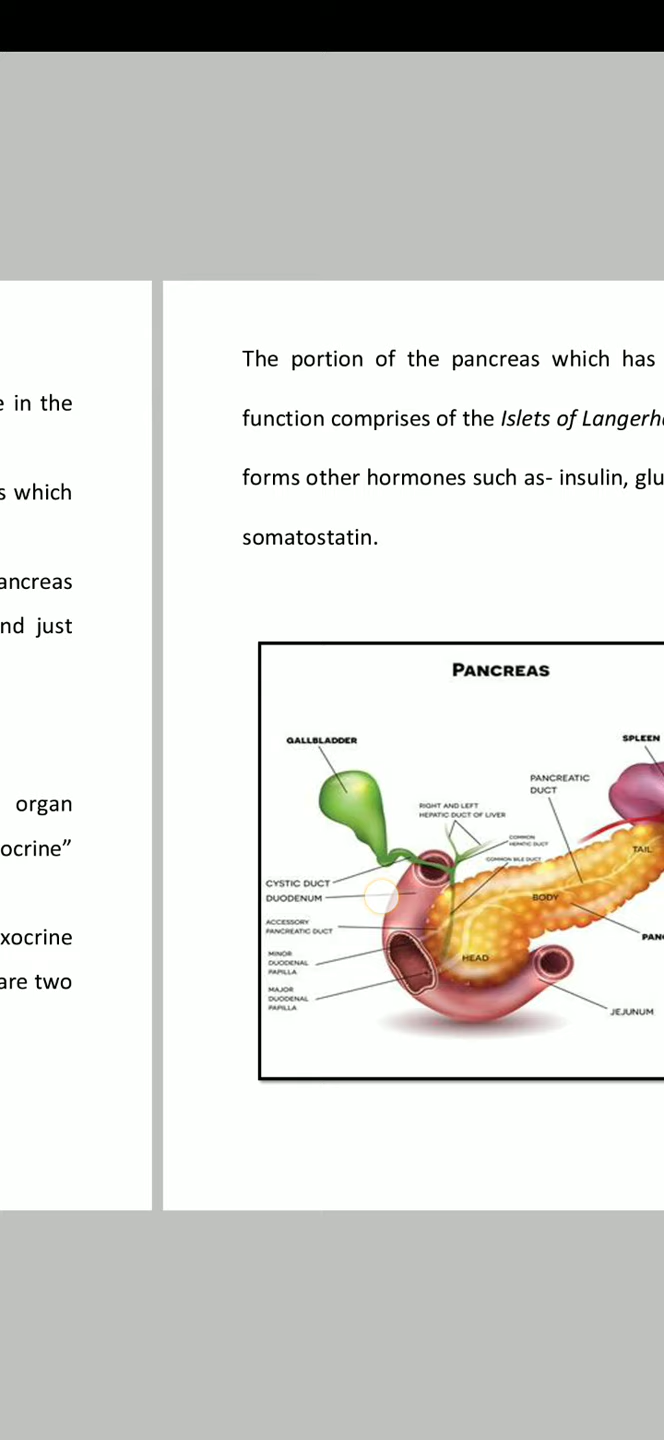 e in the
s which
ancreas
nd just
organ
ocrine”
xocrine
are two
The portion of the pancreas which has
function comprises of the Islets of Langerh
forms other hormones such as- insulin, glu
somatostatin.
PANCREAS
GALLBLADDER
SPLEEN
PANCREATIC
DUCT
RIGHT AND LEFT
HEPATIC DUCT OF LIVER
COMMON
HEPATIC DUCT
COMMON BILE DUCT
TAIL
CYSTIC DUCT
DUODENUM
BODY
ACCESSORY
PANCREATIC DUCT
PAN
MINOR
DUODENAL
PAPILLA
HEAD
MAJOR
DUODENAL
PAPILLA
JEJUNUM